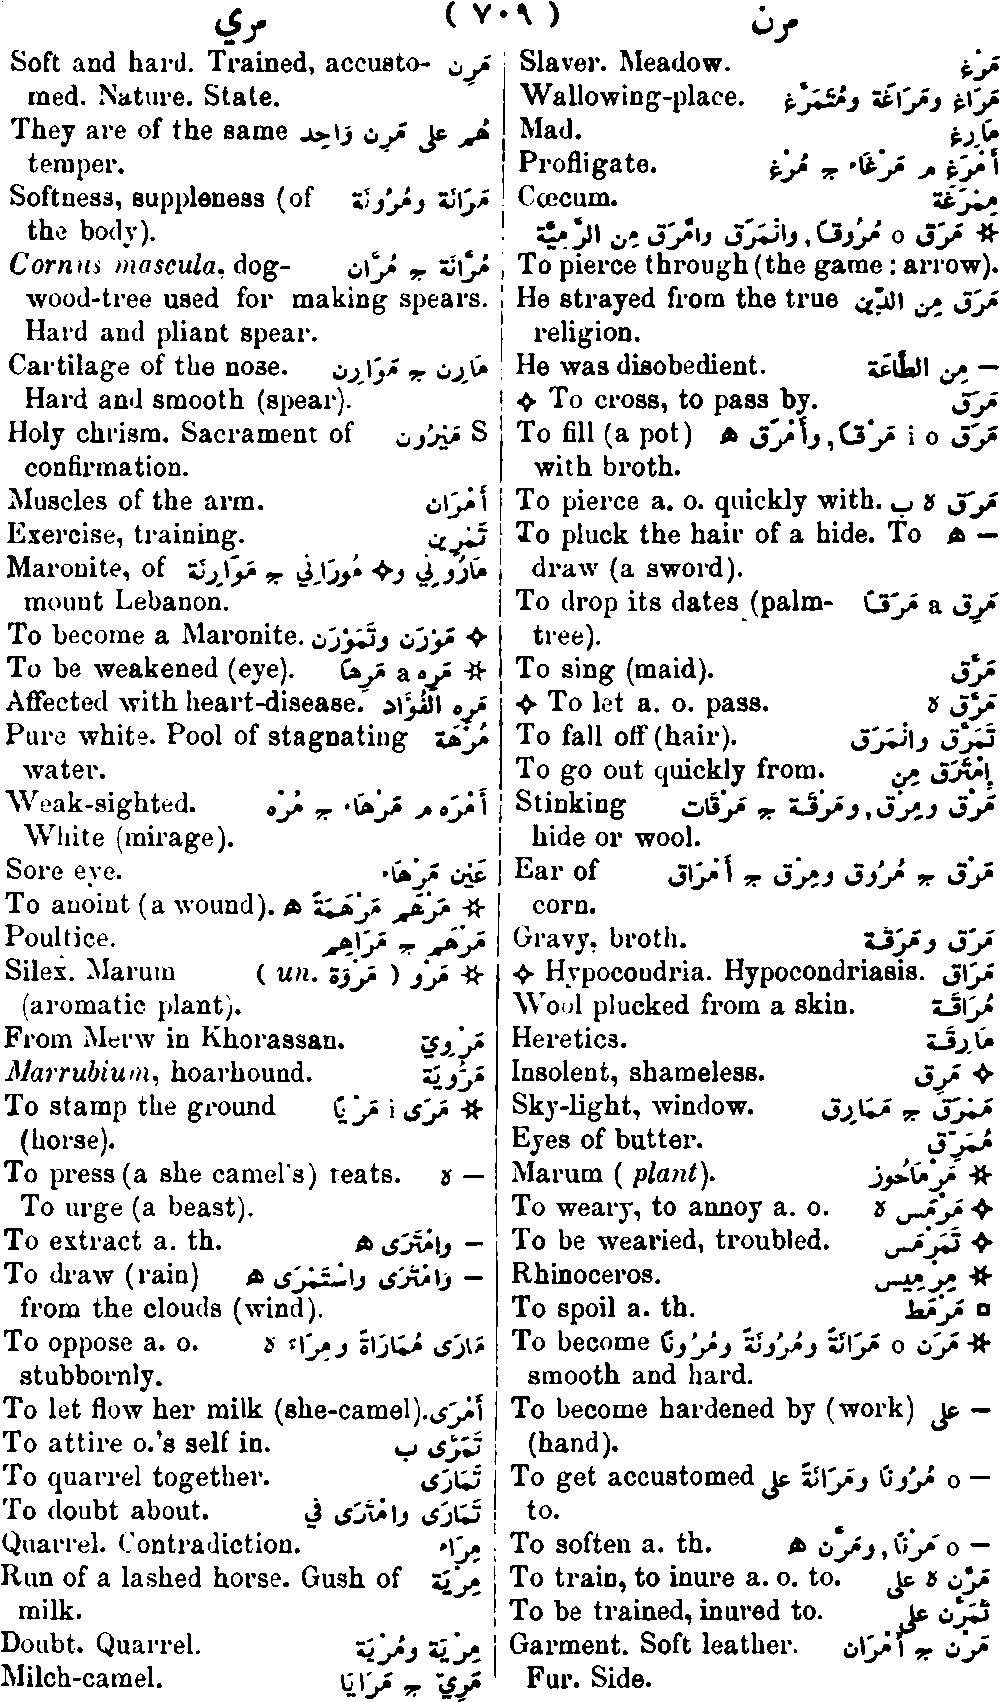 مرن ( ٧٠٩ ) مري
Slaver. Meadow. مَرْغ
Wallowing-place. مَرَاغ ومَرَاغَة ومُتَمَرَّغ
Mad. مَارِغ
Profligate. أَمْرَغ م مَرْغَاء ج مُرْغ
Cœcum. مِمْرَغَة
☆ مَرَق o مُرُوقًا, وانْمَرَق وامَّرَق مِن الرَّمِيَّة
To pierce through (the game : arrow).
He strayed from the true مَرَق مِن الدِّين
religion.
He was disobedient. — مِن الطَّاعَة
✧ To cross, to pass by. مَرَق
To fill (a pot) مَرَق i o مَرْقًا, وأَمْرَق ه
with broth.
To pierce a. o. quickly with. مَرَق ه ب
To pluck the hair of a hide. To — ه
draw (a sword).
To drop its dates (palm- مَرِق a مَرَقًا
tree).
To sing (maid). مَرَّق
✧ To let a. o. pass. مَرَّق ه
To fall off (hair). تَمَرَّق وانْمَرَق
To go out quickly from. إِمْتَرَق مِن
Stinking مَرْق ومِرْق, ومَرْقَة ج مَرْقَات
hide or wool.
Ear of مَرْق ج مُرُوق ومِرْق ج أَمْرَاق
corn.
Gravy, broth. مَرَق ومَرَقَة
✧ Hypocondria. Hypocondriasis. مَرَاق
Wool plucked from a skin. مُرَاقَة
Heretics. مَارِقَة
Insolent, shameless. ✧ مَرِق
Sky-light, window. مَمْرَق ج مَمَارِق
Eyes of butter. مُمَرِّق
Marum ( plant). ☆ مَرْمَاحُوز
To weary, to annoy a. o. ✧ مَرْمَس ه
To be wearied, troubled. ✧ تَمَرْمَس
Rhinoceros. ☆ مِرْمِيس
To spoil a. th. □ مَرْمَط
To become ☆ مَرَن o مَرَانَةً ومُرُونَةً ومُرُونًا
smooth and hard.
To become hardened by (work) — على
(hand).
To get accustomed — o مُرُونًا ومَرَانَةً على
to.
To soften a. th. — o مَرْنًا, ومَرَّن ه
To train, to inure a. o. to. مَرَّن ه على
To be trained, inured to. تَمَرَّن على
Garment. Soft leather. مَرْن ج أَمْرَان
Fur. Side.
Soft and hard. Trained, accusto- مَرِن
med. Nature. State.
They are of the same هُم على مَرِن وَاحِد
temper.
Softness, suppleness (of مَرَانَة ومُرُونَة
the body).
Cornus mascula, dog- مُرَّانَة ج مُرَّان
wood-tree used for making spears.
Hard and pliant spear.
Cartilage of the nose. مَارِن ج مَوَارِن
Hard and smooth (spear).
Holy chrism. Sacrament of S مَيْرُون
confirmation.
Muscles of the arm. أَمْرَان
Exercise, training. تَمْرِين
Maronite, of مَارُونِي و✧ مُورَانِي ج مَوَارِنَة
mount Lebanon.
To become a Maronite. ✧ مَوْرَن وتَمَوْرَن
To be weakened (eye). ☆ مَرِه a مَرَهًا
Affected with heart-disease. مَرِه الفُؤَاد
Pure white. Pool of stagnating مُرْهَة
water.
Weak-sighted. أَمْرَه م مَرْهَاء ج مُرْه
White (mirage).
Sore eye. عَيْن مَرْهَاء
To anoint (a wound). ☆ مَرْهَم مَرْهَمَةً ه
Poultice. مَرْهَم ج مَرَاهِم
Silex. Marum ☆ مَرْو ( un. مَرْوَة )
(aromatic plant).
From Merw in Khorassan. مَرْوِيّ
Marrubium, hoarhound. مَرُّويَة
To stamp the ground ☆ مَرَى i مَرْيًا
(horse).
To press (a she camel's) teats. — ه
To urge (a beast).
To extract a. th. — وامْتَرَى ه
To draw (rain) — وَامْتَرَى واسْتَمْرَى ه
from the clouds (wind).
To oppose a. o. مَارَى مُمَارَاةً ومِرَاءً ه
stubbornly.
To let flow her milk (she-camel). أَمْرَى
To attire o.'s self in. تَمَرَّى ب
To quarrel together. تَمَارَى
To doubt about. تَمَارَى وامْتَرَى في
Quarrel. Contradiction. مِرَاء
Run of a lashed horse. Gush of مِرْيَة
milk.
Doubt. Quarrel. مِرْيَة ومُرْيَة
Milch-camel. مَرِيّ ج مَرَايَا